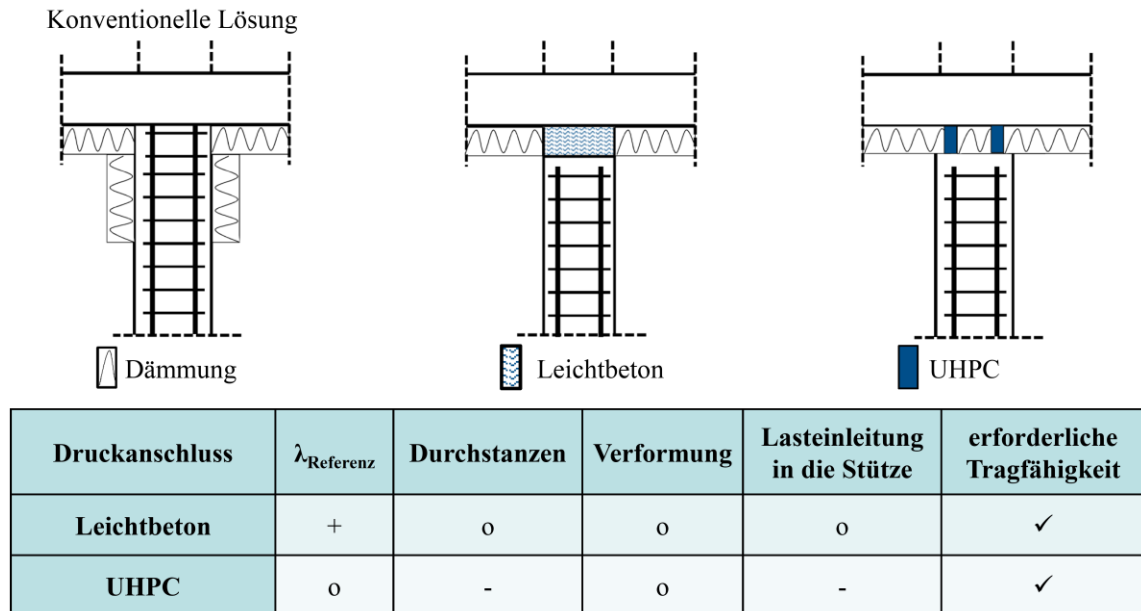 Konventionelle Lösung
Dämmung
Leichtbeton
UHPC
Druckanschluss λReferenz Durchstanzen Verformung Lasteinleitung in die Stütze erforderliche Tragfähigkeit
Leichtbeton + o o o ✓
UHPC o - o - ✓